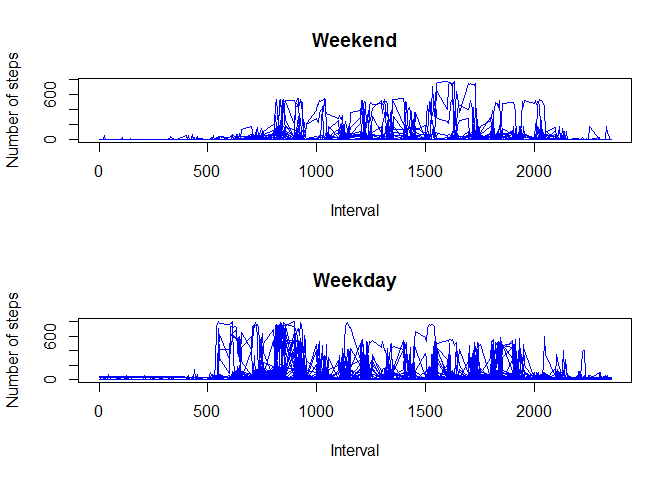 Weekend
Number of steps
600
0
0 500 1000 1500 2000
Interval
Weekday
Number of steps
600
0
0 500 1000 1500 2000
Interval